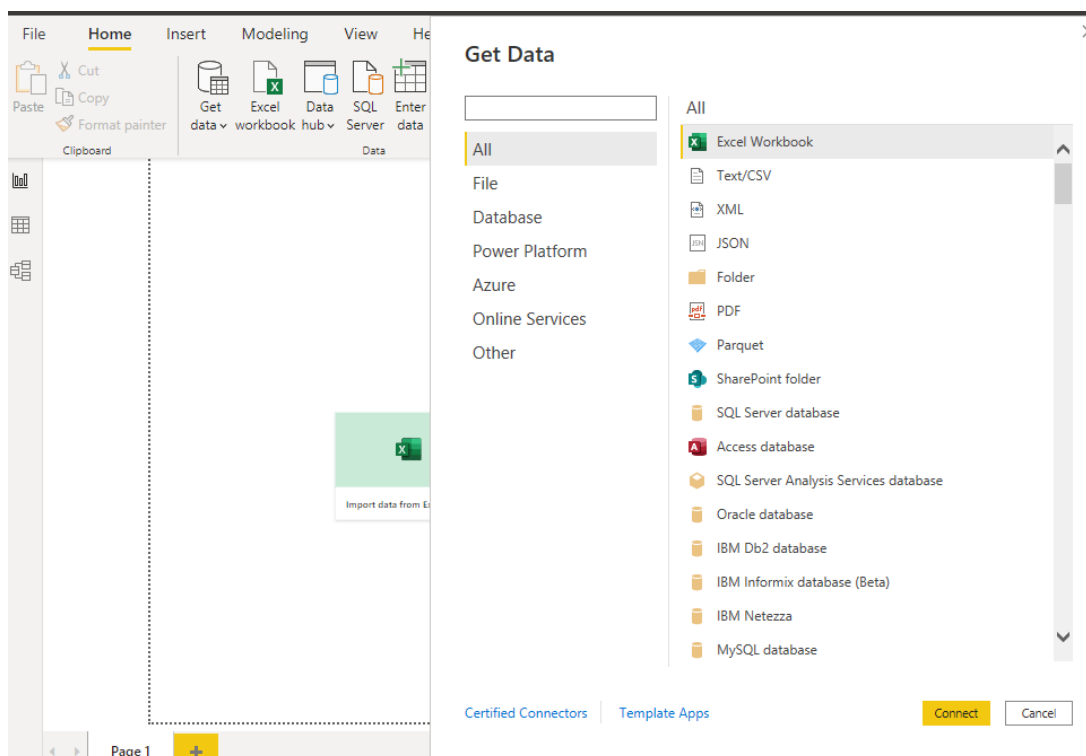 File Home Insert Modeling View He
Paste
Cut
Copy
Format painter
Clipboard
Get data
Excel workbook
Data hub
SQL Server
Enter data
Data
Import data from Ex
Page 1
Get Data
All
File
Database
Power Platform
Azure
Online Services
Other
All
Excel Workbook
Text/CSV
XML
JSON
Folder
PDF
Parquet
SharePoint folder
SQL Server database
Access database
SQL Server Analysis Services database
Oracle database
IBM Db2 database
IBM Informix database (Beta)
IBM Netezza
MySQL database
Certified Connectors
Template Apps
Connect
Cancel